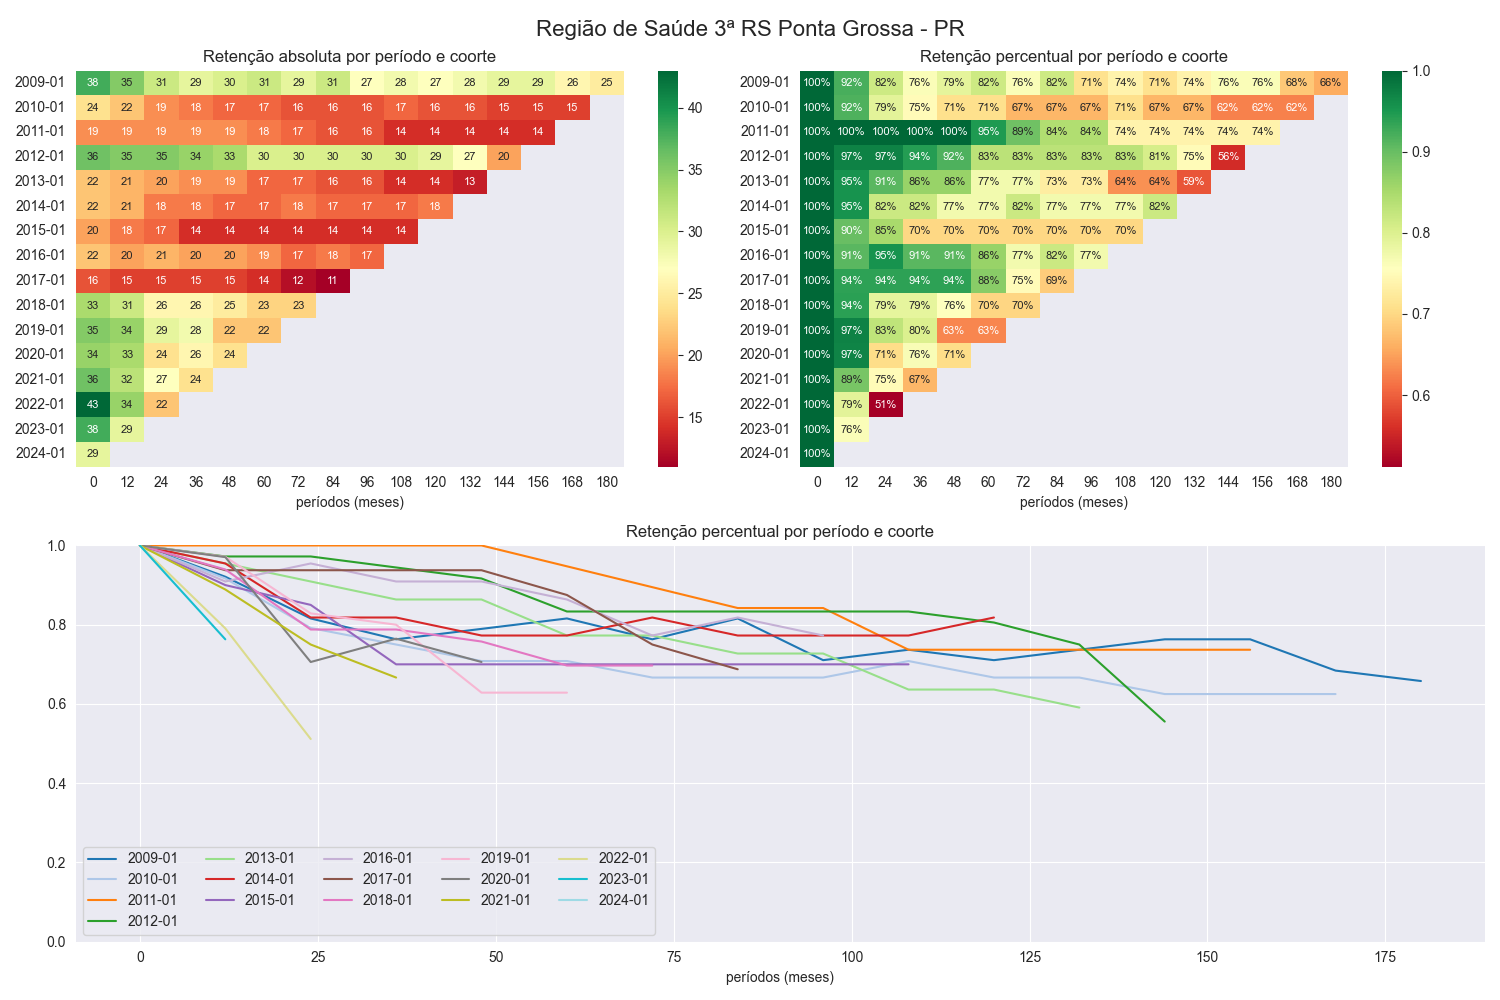 Região de Saúde 3ª RS Ponta Grossa - PR
Retenção absoluta por período e coorte
2009-01 38 35 31 29 30 31 29 31 27 28 27 28 29 29 26 25
2010-01 24 22 19 18 17 17 16 16 16 17 16 16 15 15 15
2011-01 19 19 19 19 19 18 17 16 16 14 14 14 14 14
2012-01 36 35 35 34 33 30 30 30 30 30 29 27 20
2013-01 22 21 20 19 19 17 17 16 16 14 14 13
2014-01 22 21 18 18 17 17 18 17 17 17 18
2015-01 20 18 17 14 14 14 14 14 14 14
2016-01 22 20 21 20 20 19 17 18 17
2017-01 16 15 15 15 15 14 12 11
2018-01 33 31 26 26 25 23 23
2019-01 35 34 29 28 22 22
2020-01 34 33 24 26 24
2021-01 36 32 27 24
2022-01 43 34 22
2023-01 38 29
2024-01 29
0 12 24 36 48 60 72 84 96 108 120 132 144 156 168 180
períodos (meses)
40
35
30
25
20
15
Retenção percentual por período e coorte
2009-01 100% 92% 82% 76% 79% 82% 76% 82% 71% 74% 71% 74% 76% 76% 68% 66%
2010-01 100% 92% 79% 75% 71% 71% 67% 67% 67% 71% 67% 67% 62% 62% 62%
2011-01 100% 100% 100% 100% 100% 95% 89% 84% 84% 74% 74% 74% 74% 74%
2012-01 100% 97% 97% 94% 92% 83% 83% 83% 83% 83% 81% 75% 56%
2013-01 100% 95% 91% 86% 86% 77% 77% 73% 73% 64% 64% 59%
2014-01 100% 95% 82% 82% 77% 77% 82% 77% 77% 77% 82%
2015-01 100% 90% 85% 70% 70% 70% 70% 70% 70% 70%
2016-01 100% 91% 95% 91% 91% 86% 77% 82% 77%
2017-01 100% 94% 94% 94% 94% 88% 75% 69%
2018-01 100% 94% 79% 79% 76% 70% 70%
2019-01 100% 97% 83% 80% 63% 63%
2020-01 100% 97% 71% 76% 71%
2021-01 100% 89% 75% 67%
2022-01 100% 79% 51%
2023-01 100% 76%
2024-01 100%
0 12 24 36 48 60 72 84 96 108 120 132 144 156 168 180
períodos (meses)
1.0
0.9
0.8
0.7
0.6
Retenção percentual por período e coorte
1.0
0.8
0.6
0.4
0.2
0.0
2009-01 2013-01 2016-01 2019-01 2022-01
2010-01 2014-01 2017-01 2020-01 2023-01
2011-01 2015-01 2018-01 2021-01 2024-01
2012-01
0 25 50 75 100 125 150 175
períodos (meses)